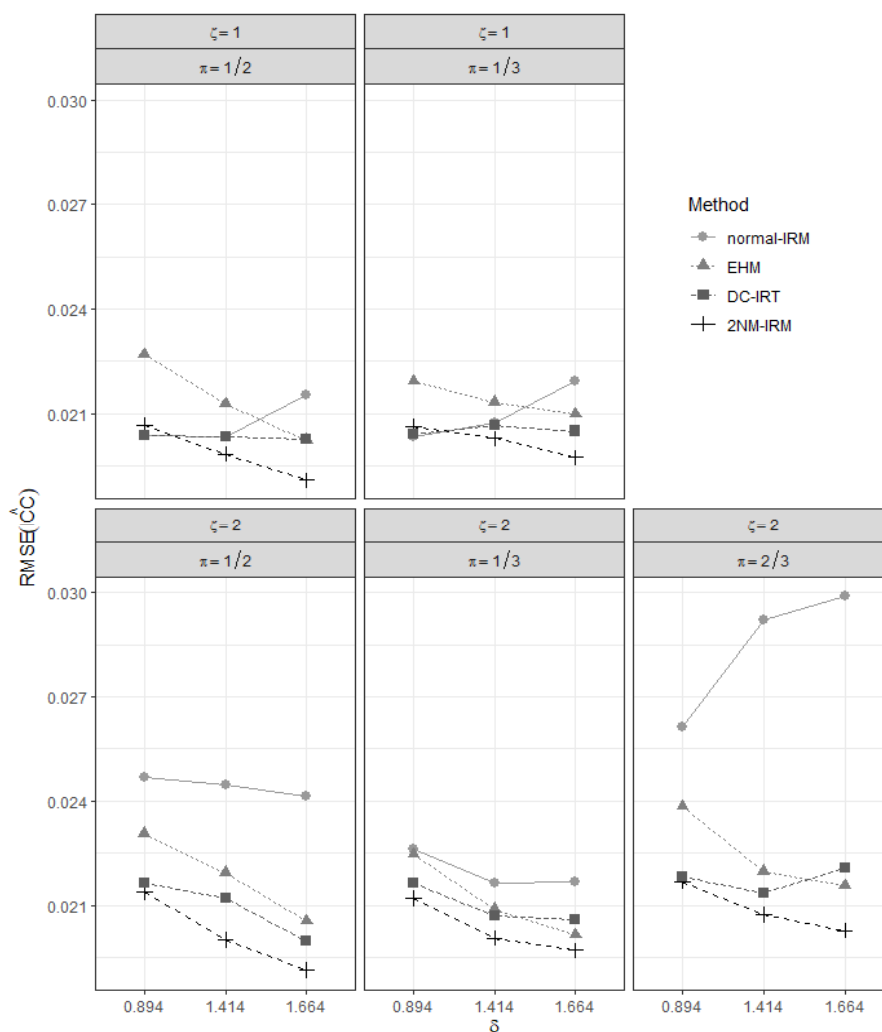 ζ = 1
ζ = 1
π = 1/2
π = 1/3
0.030
0.027
0.024
0.021
Method
normal-IRM
EHM
DC-IRT
2NM-IRM
RMSE(IĈC)
ζ = 2
ζ = 2
ζ = 2
π = 1/2
π = 1/3
π = 2/3
0.030
0.027
0.024
0.021
0.894 1.414 1.664
0.894 1.414 1.664
0.894 1.414 1.664
δ